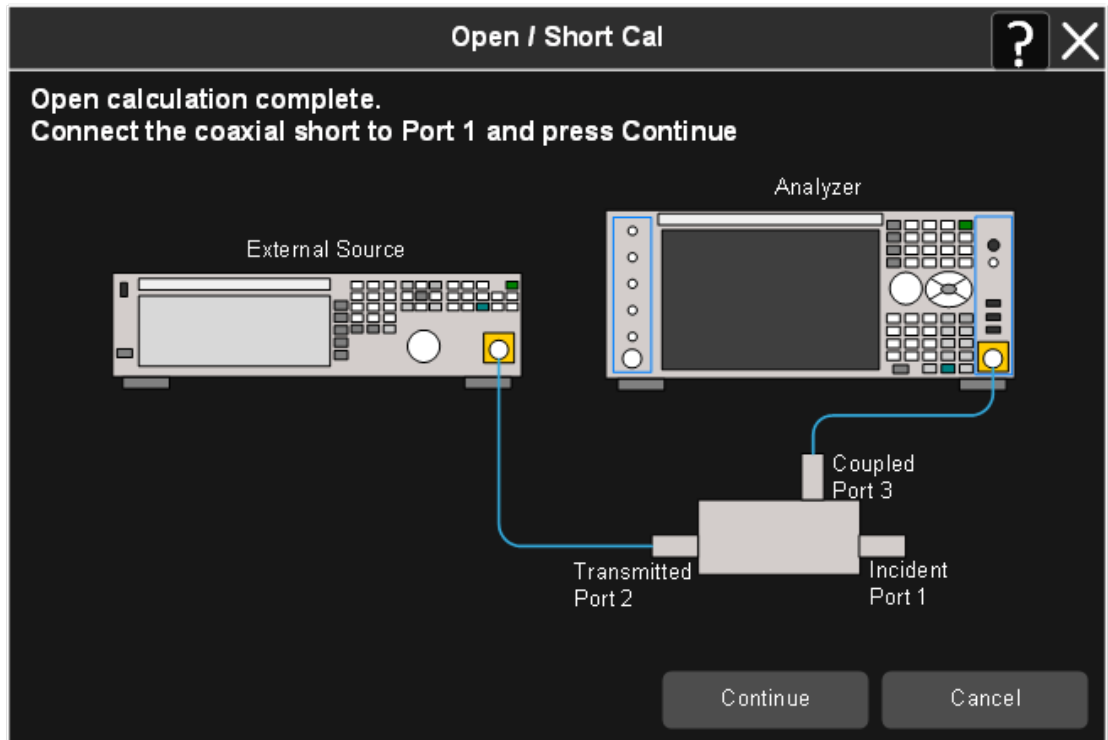 Open / Short Cal
?
Open calculation complete.
Connect the coaxial short to Port 1 and press Continue
Analyzer
External Source
Coupled
Port 3
Transmitted
Port 2
Incident
Port 1
Continue
Cancel